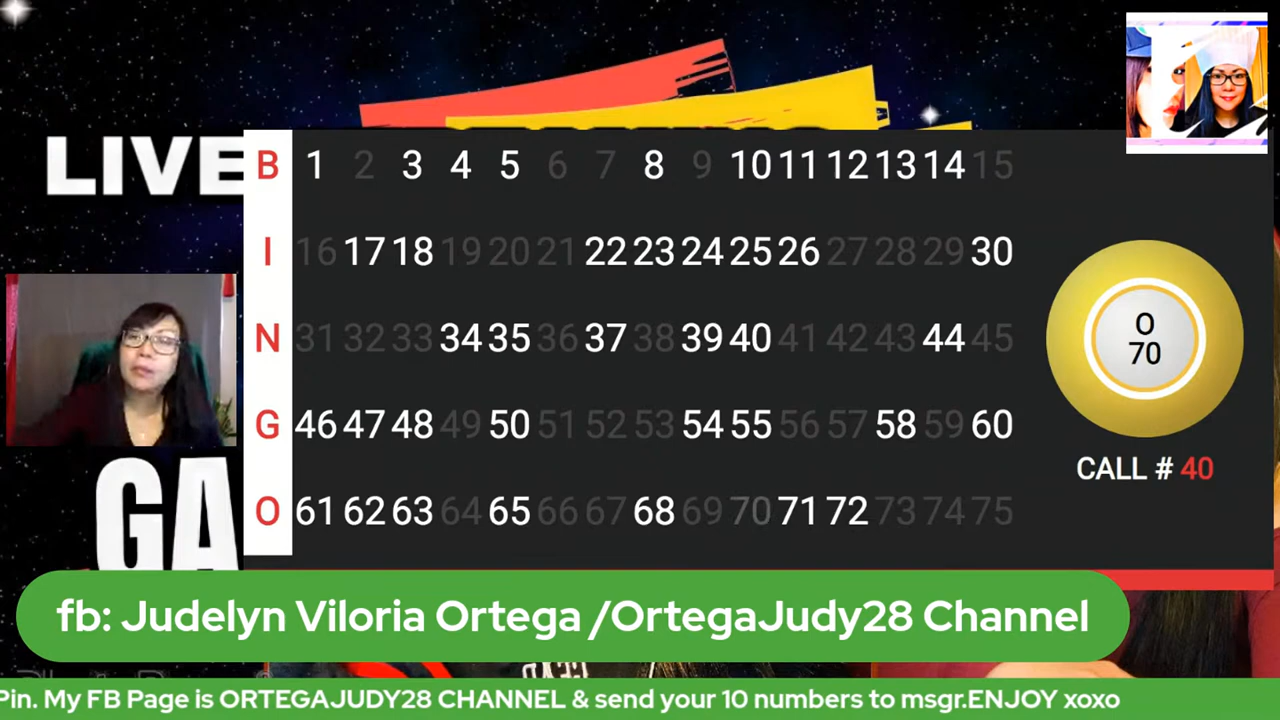 LIVE
B 1 2 3 4 5 6 7 8 9 10 11 12 13 14 15
I 16 17 18 19 20 21 22 23 24 25 26 27 28 29 30
N 31 32 33 34 35 36 37 38 39 40 41 42 43 44 45
G 46 47 48 49 50 51 52 53 54 55 56 57 58 59 60
O 61 62 63 64 65 66 67 68 69 70 71 72 73 74 75
O
70
CALL # 40
GA
fb: Judelyn Viloria Ortega /OrtegaJudy28 Channel
Pin. My FB Page is ORTEGAJUDY28 CHANNEL & send your 10 numbers to msgr.ENJOY xoxo